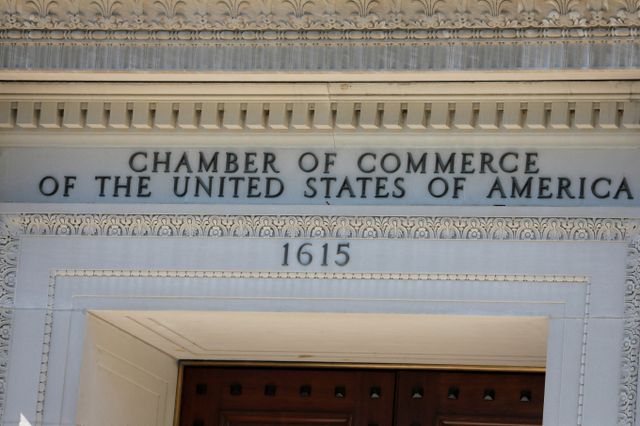 CHAMBER OF COMMERCE
OF THE UNITED STATES OF AMERICA
1615